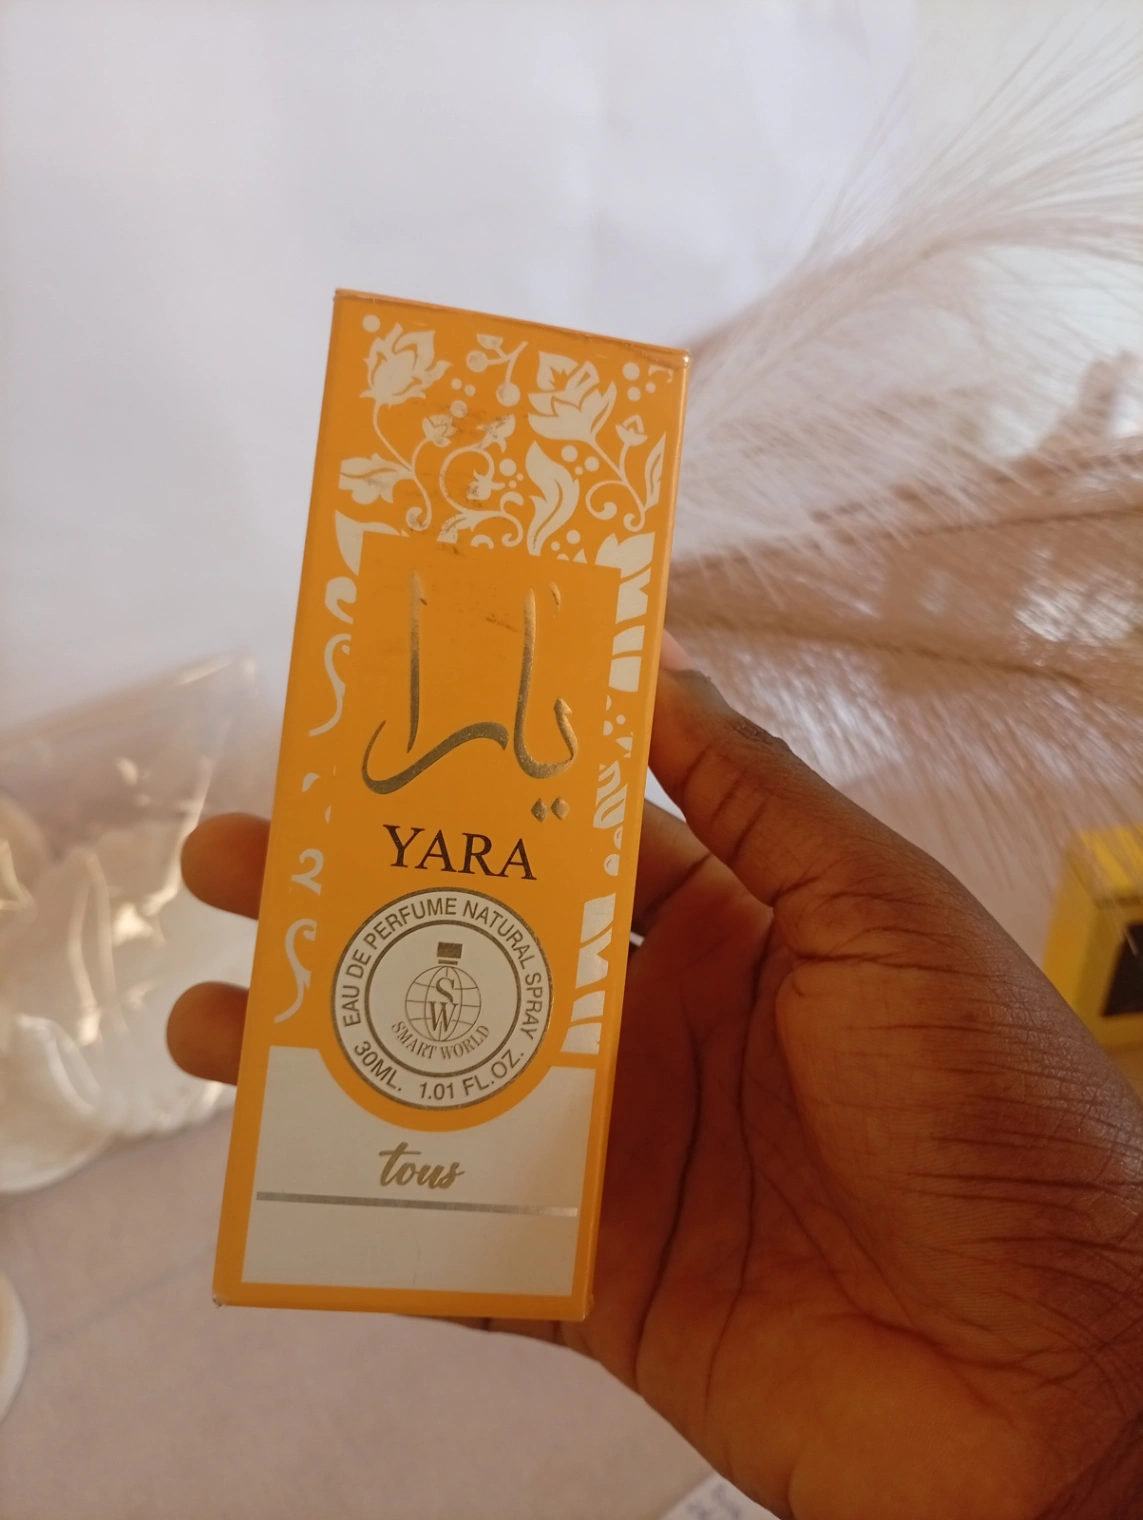 يارا
YARA
EAU DE PERFUME NATURAL SPRAY
SW
SMART WORLD
30ML. 1.01 FL.OZ.
tous